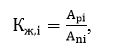 Кж,i = Api / Ani,